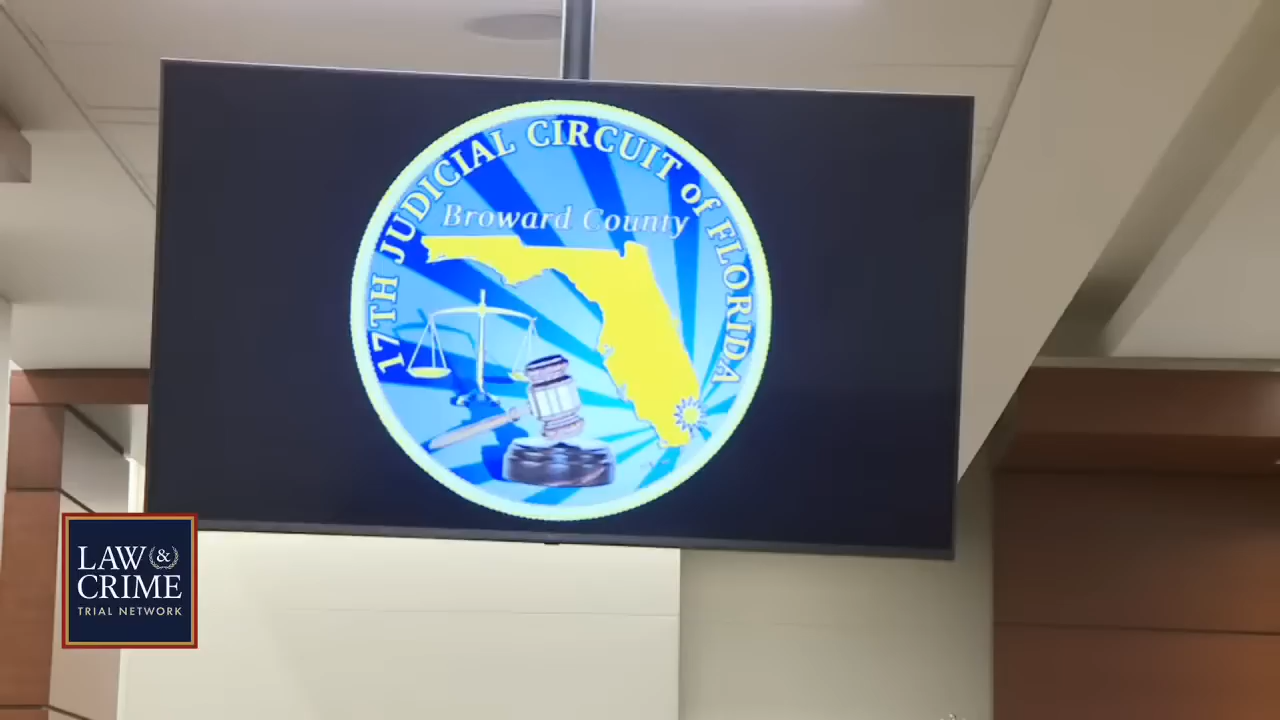 17TH JUDICIAL CIRCUIT of FLORIDA
Broward County
LAW &
CRIME
TRIAL NETWORK